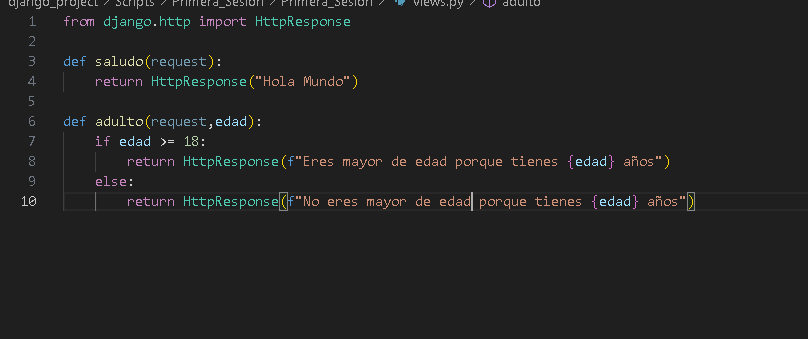 django_project > Scripts > Primera_Sesion > Primera_Sesion > views.py > adulto
1 from django.http import HttpResponse
2
3 def saludo(request):
4 return HttpResponse("Hola Mundo")
5
6 def adulto(request,edad):
7 if edad >= 18:
8 return HttpResponse(f"Eres mayor de edad porque tienes {edad} años")
9 else:
10 return HttpResponse(f"No eres mayor de edad porque tienes {edad} años")